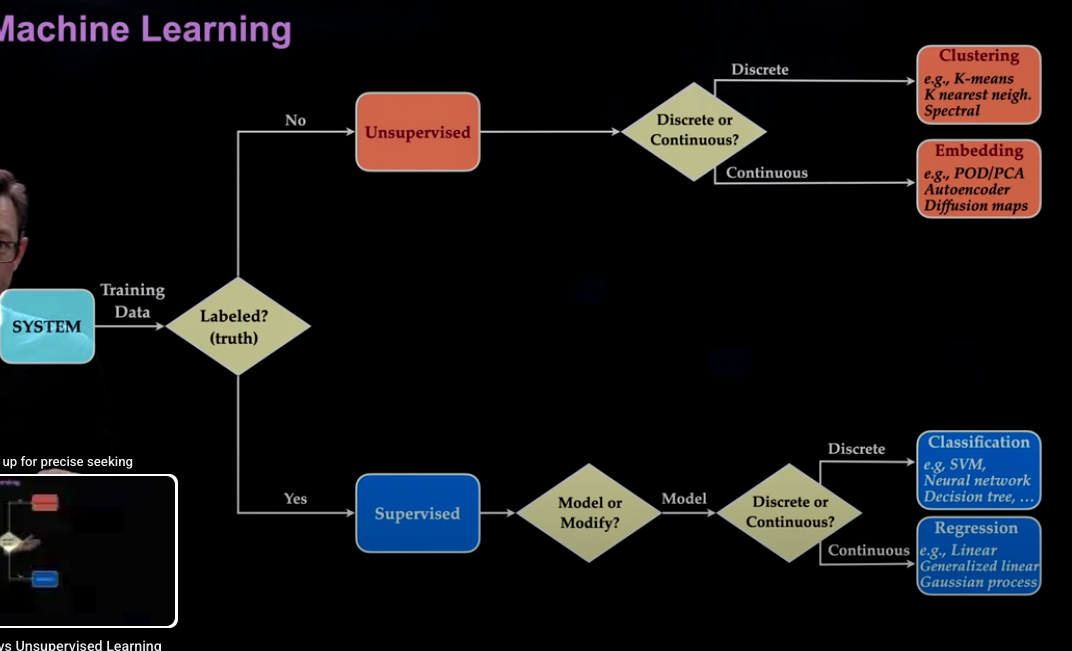 Machine Learning
Discrete
Clustering
e.g., K-means
K nearest neigh.
Spectral
No
Unsupervised
Discrete or
Continuous?
Continuous
Embedding
e.g., POD/PCA
Autoencoder
Diffusion maps
Training
Data
SYSTEM
Labeled?
(truth)
up for precise seeking
Yes
Supervised
Model or
Modify?
Model
Discrete or
Continuous?
Discrete
Classification
e.g, SVM,
Neural network
Decision tree, ...
Continuous
Regression
e.g., Linear
Generalized linear
Gaussian process
vs Unsupervised Learning